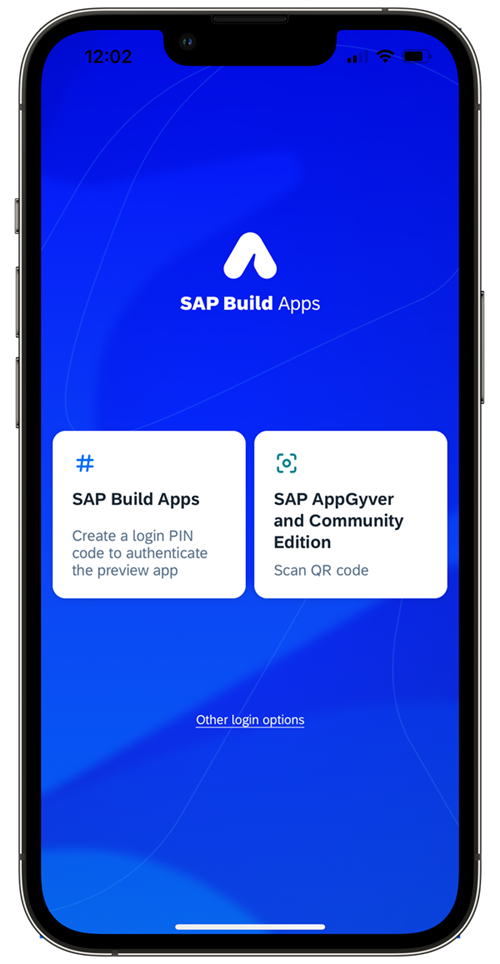 12:02
SAP Build Apps
#
SAP Build Apps
Create a login PIN
code to authenticate
the preview app
SAP AppGyver
and Community
Edition
Scan QR code
Other login options